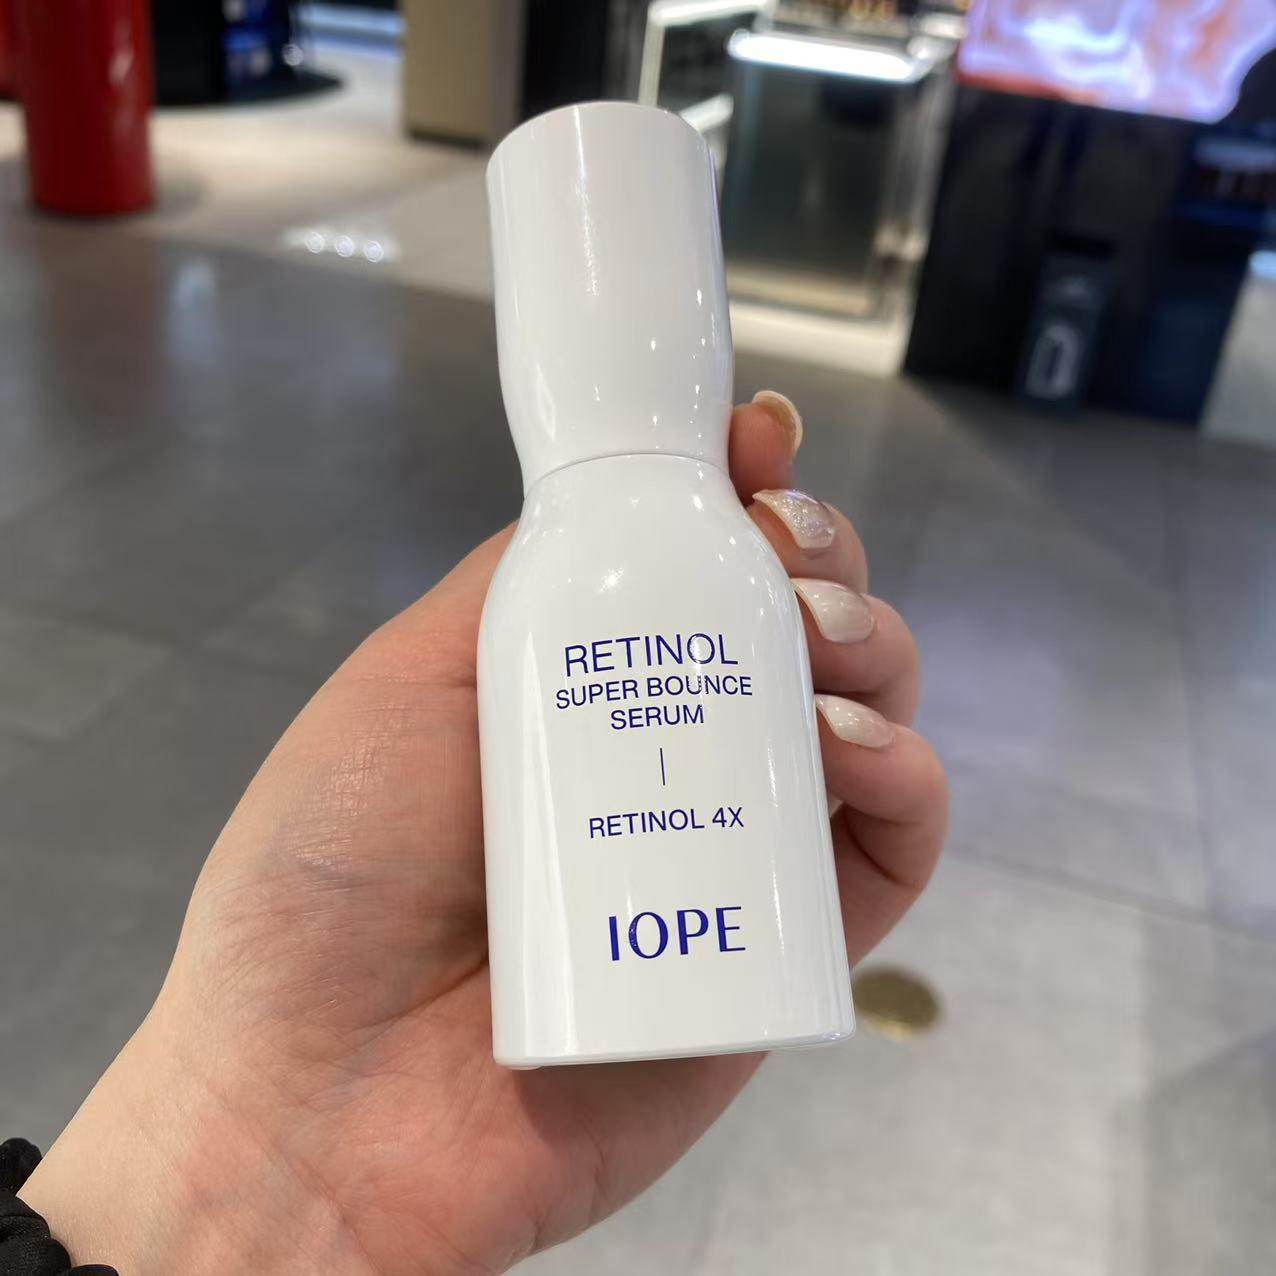 RETINOL
SUPER BOUNCE
SERUM
RETINOL 4X
IOPE